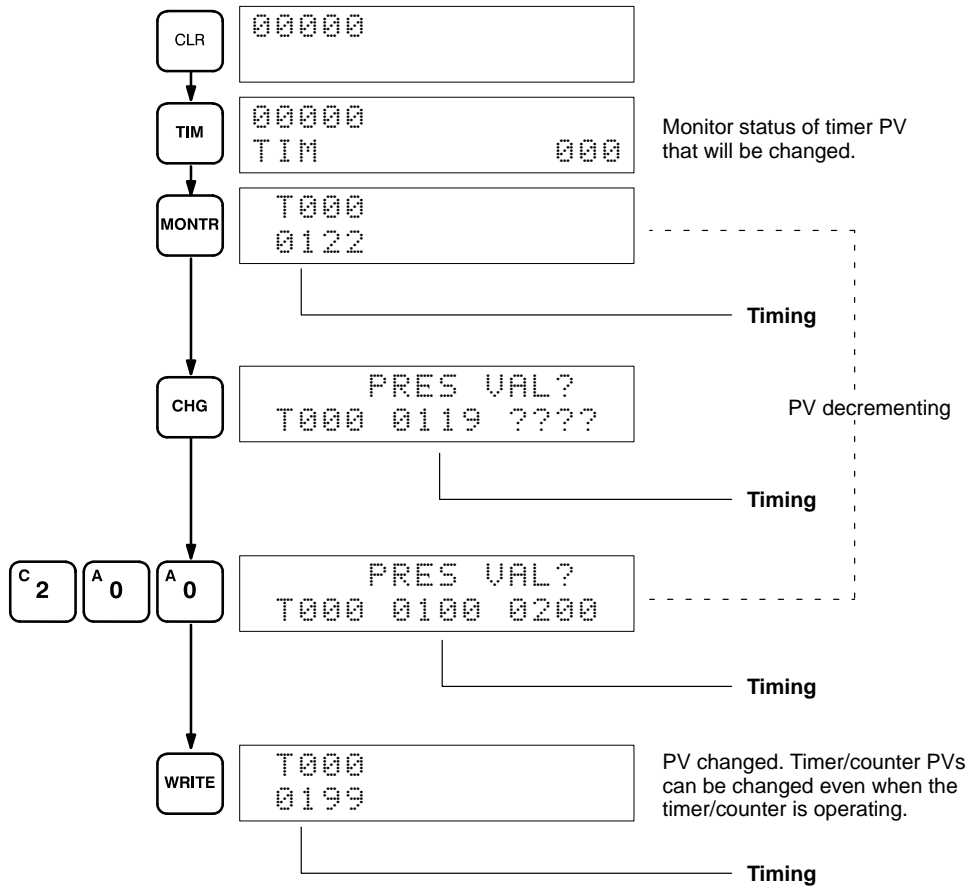 CLR
00000
TIM
00000
TIM 000
Monitor status of timer PV
that will be changed.
MONTR
T000
0122
Timing
CHG
PRES VAL?
T000 0119 ????
PV decrementing
Timing
C 2 A 0 A 0
PRES VAL?
T000 0100 0200
Timing
WRITE
T000
0199
PV changed. Timer/counter PVs
can be changed even when the
timer/counter is operating.
Timing